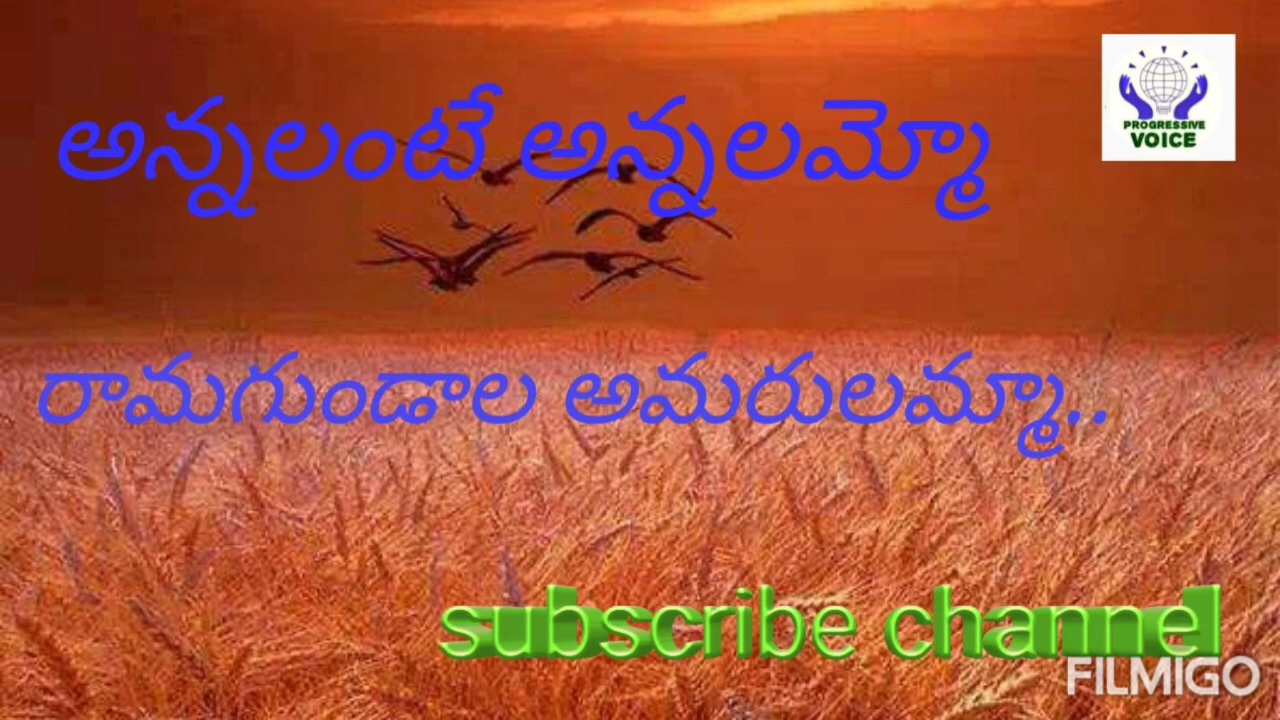 అన్నలంటే అన్నలమ్మో
PROGRESSIVE
VOICE
రామగుండాల అమరులమ్మా..
subscribe channel
FILMIGO